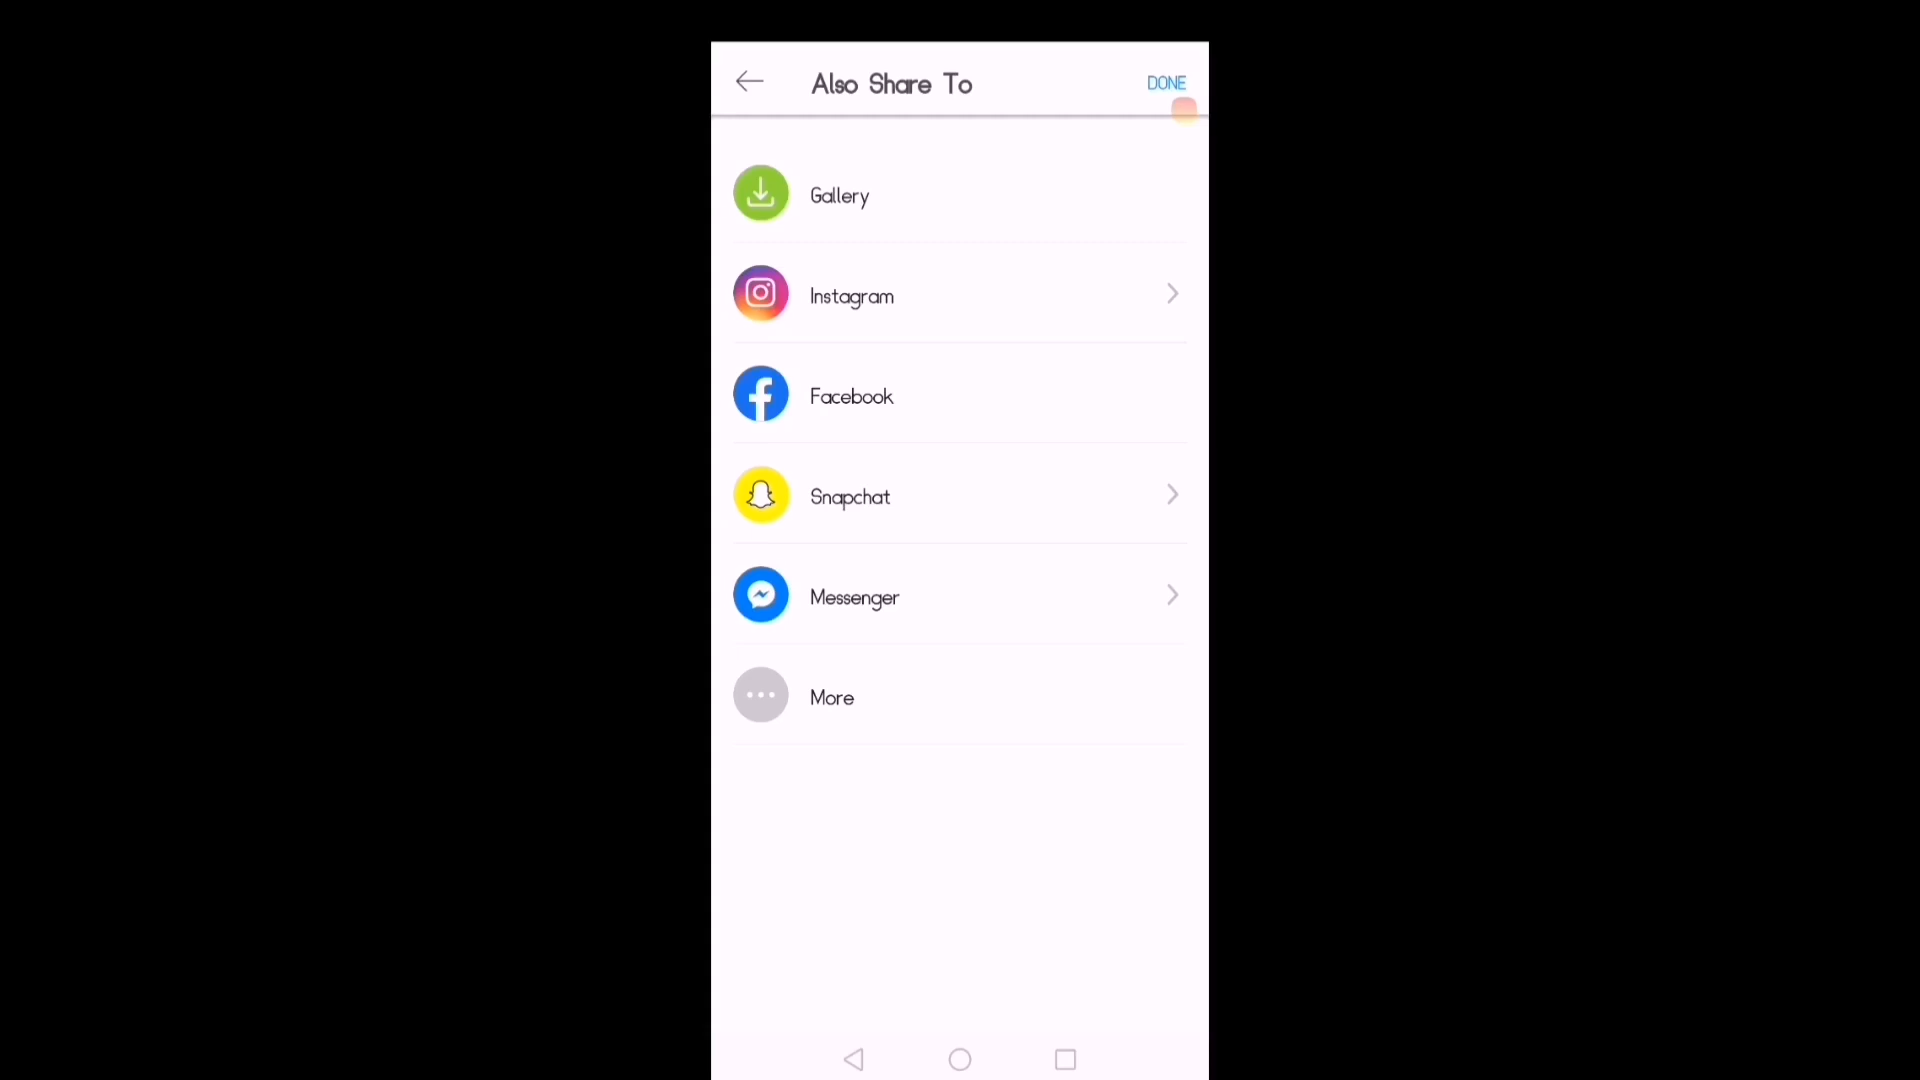 Also Share To
DONE
Gallery
Instagram
Facebook
Snapchat
Messenger
More